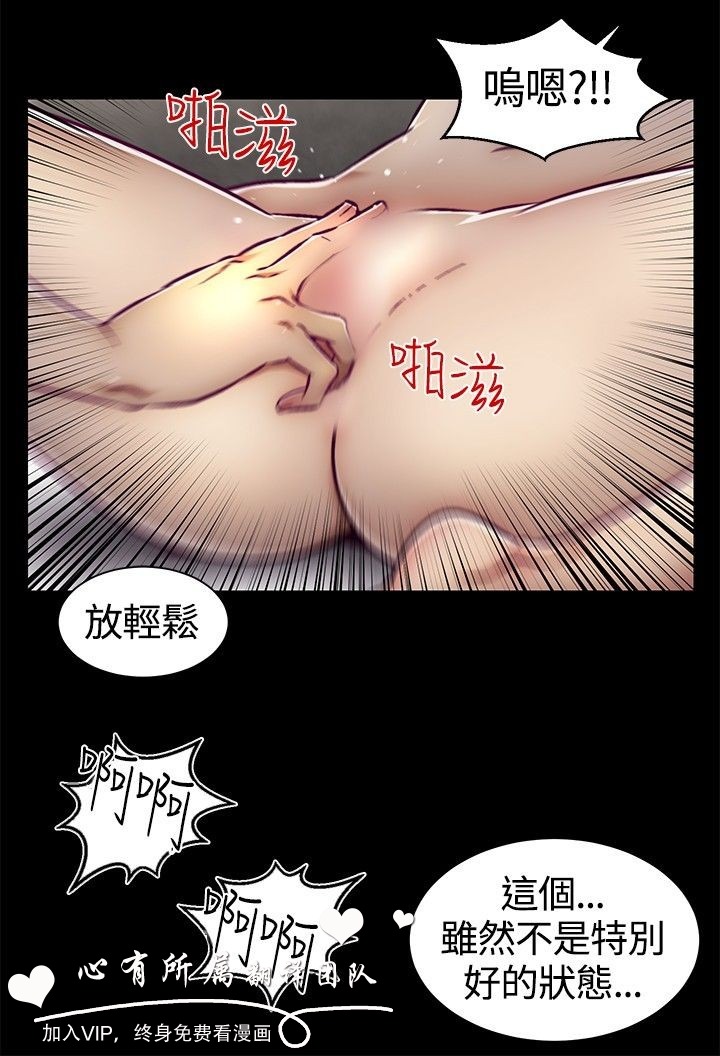 嗚嗯?!!
啪滋
啪滋
放輕鬆
啊啊
啊啊
這個...
雖然不是特別
好的狀態...
心有所属翻译团队
加入VIP，终身免费看漫画